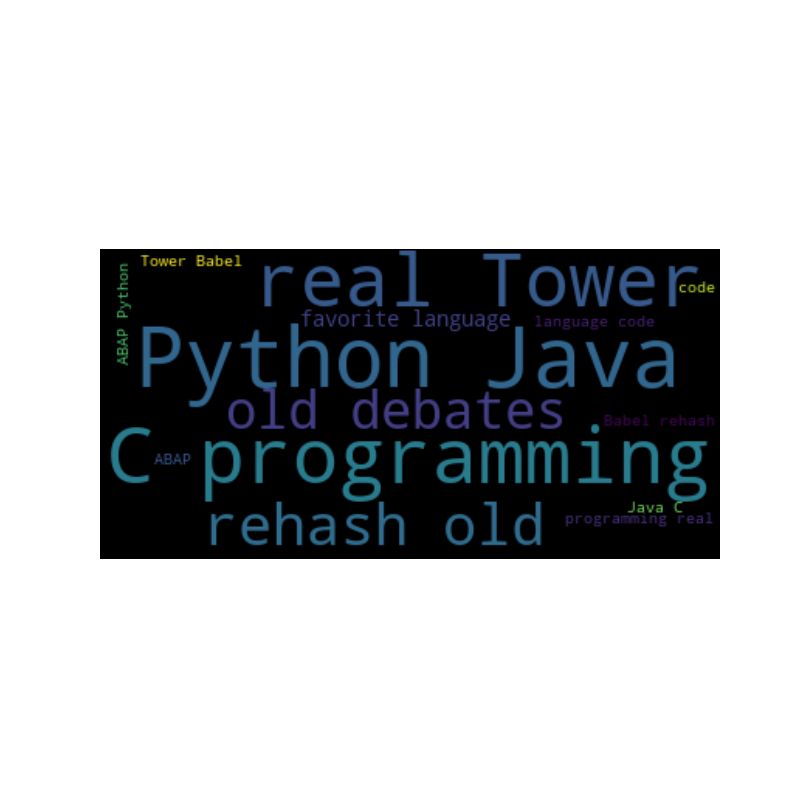 Tower Babel
real Tower
code
ABAP Python
favorite language
language code
Python Java
old debates
Babel rehash
C programming
ABAP
rehash old
Java C
programming real